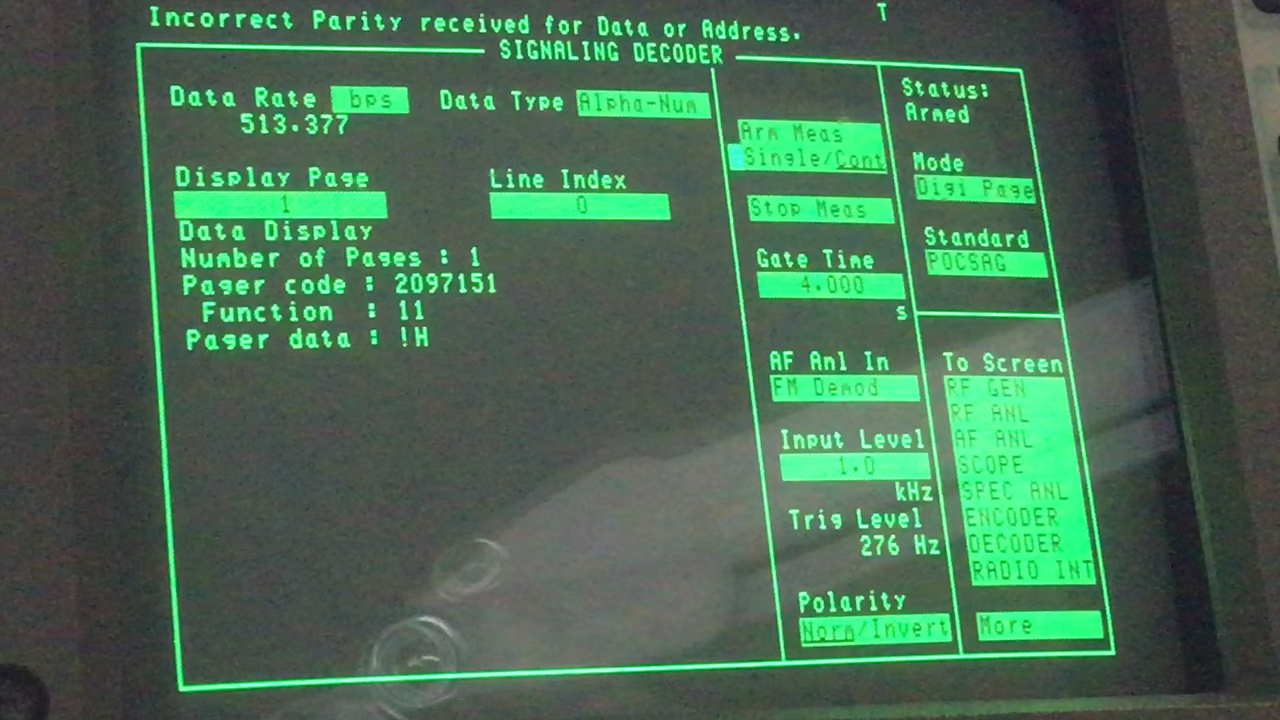 T
Incorrect Parity received for Data or Address.
SIGNALING DECODER
Data Rate bps
513.377
Data Type Alpha-Num
Display Page
1
Line Index
0
Data Display
Number of Pages : 1
Pager code : 2097151
Function : 11
Pager data : !H
Arm Meas
Single/Cont
Stop Meas
Gate Time
4.000
s
AF Anl In
FM Demod
Input Level
1.0
kHz
Trig Level
276 Hz
Polarity
Norm/Invert
Status:
Armed
Mode
Digi Page
Standard
POCSAG
To Screen
RF GEN
RF ANL
AF ANL
SCOPE
SPEC ANL
ENCODER
DECODER
RADIO INT
More